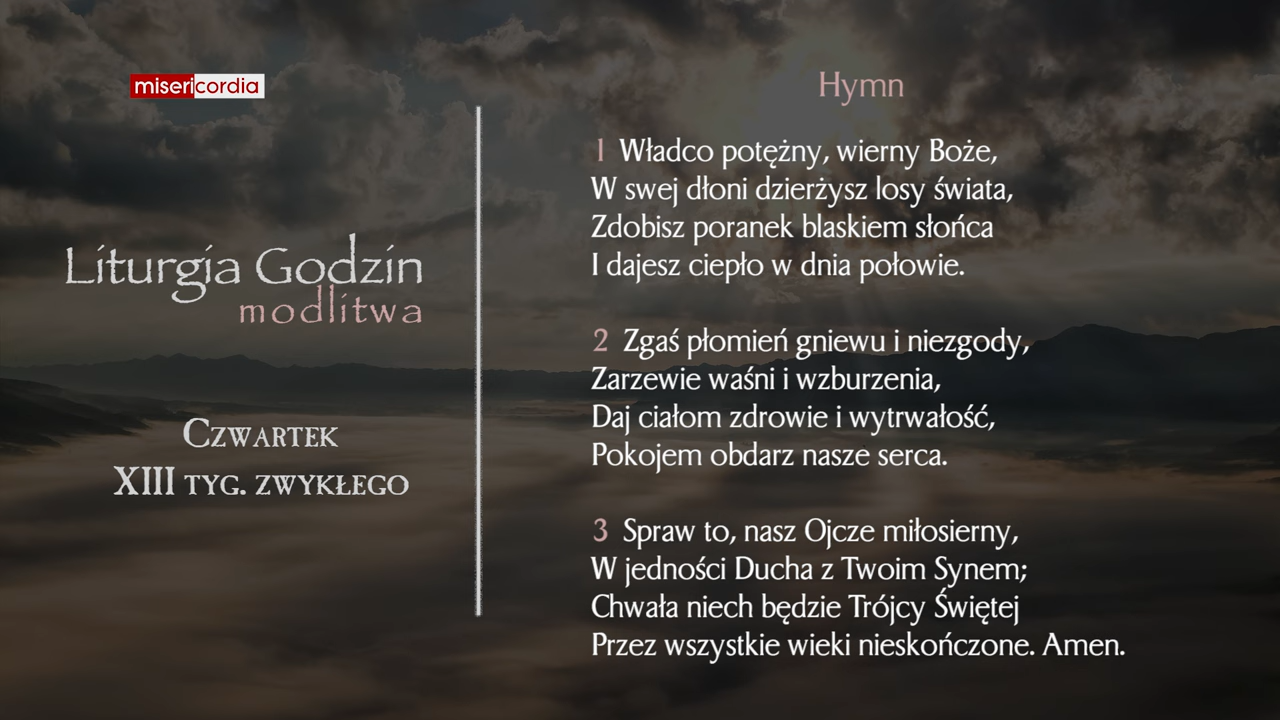 misericordia
Liturgia Godzin
modlitwa
Czwartek
XIII tyg. zwykłego
Hymn
1 Władco potężny, wierny Boże,
W swej dłoni dzierżysz losy świata,
Zdobisz poranek blaskiem słońca
I dajesz ciepło w dnia połowie.
2 Zgaś płomień gniewu i niezgody,
Zarzewie waśni i wzburzenia,
Daj ciałom zdrowie i wytrwałość,
Pokojem obdarz nasze serca.
3 Spraw to, nasz Ojcze miłosierny,
W jedności Ducha z Twoim Synem;
Chwała niech będzie Trójcy Świętej
Przez wszystkie wieki nieskończone. Amen.